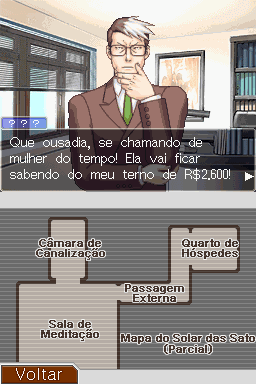 ? ? ?
Que ousadia, se chamando de
mulher do tempo! Ela vai ficar
sabendo do meu terno de R$2,600!
Câmara de
Canalização
Quarto de
Hóspedes
Passagem
Externa
Sala de
Meditação
Mapa do Solar das Sato
(Parcial)
Voltar